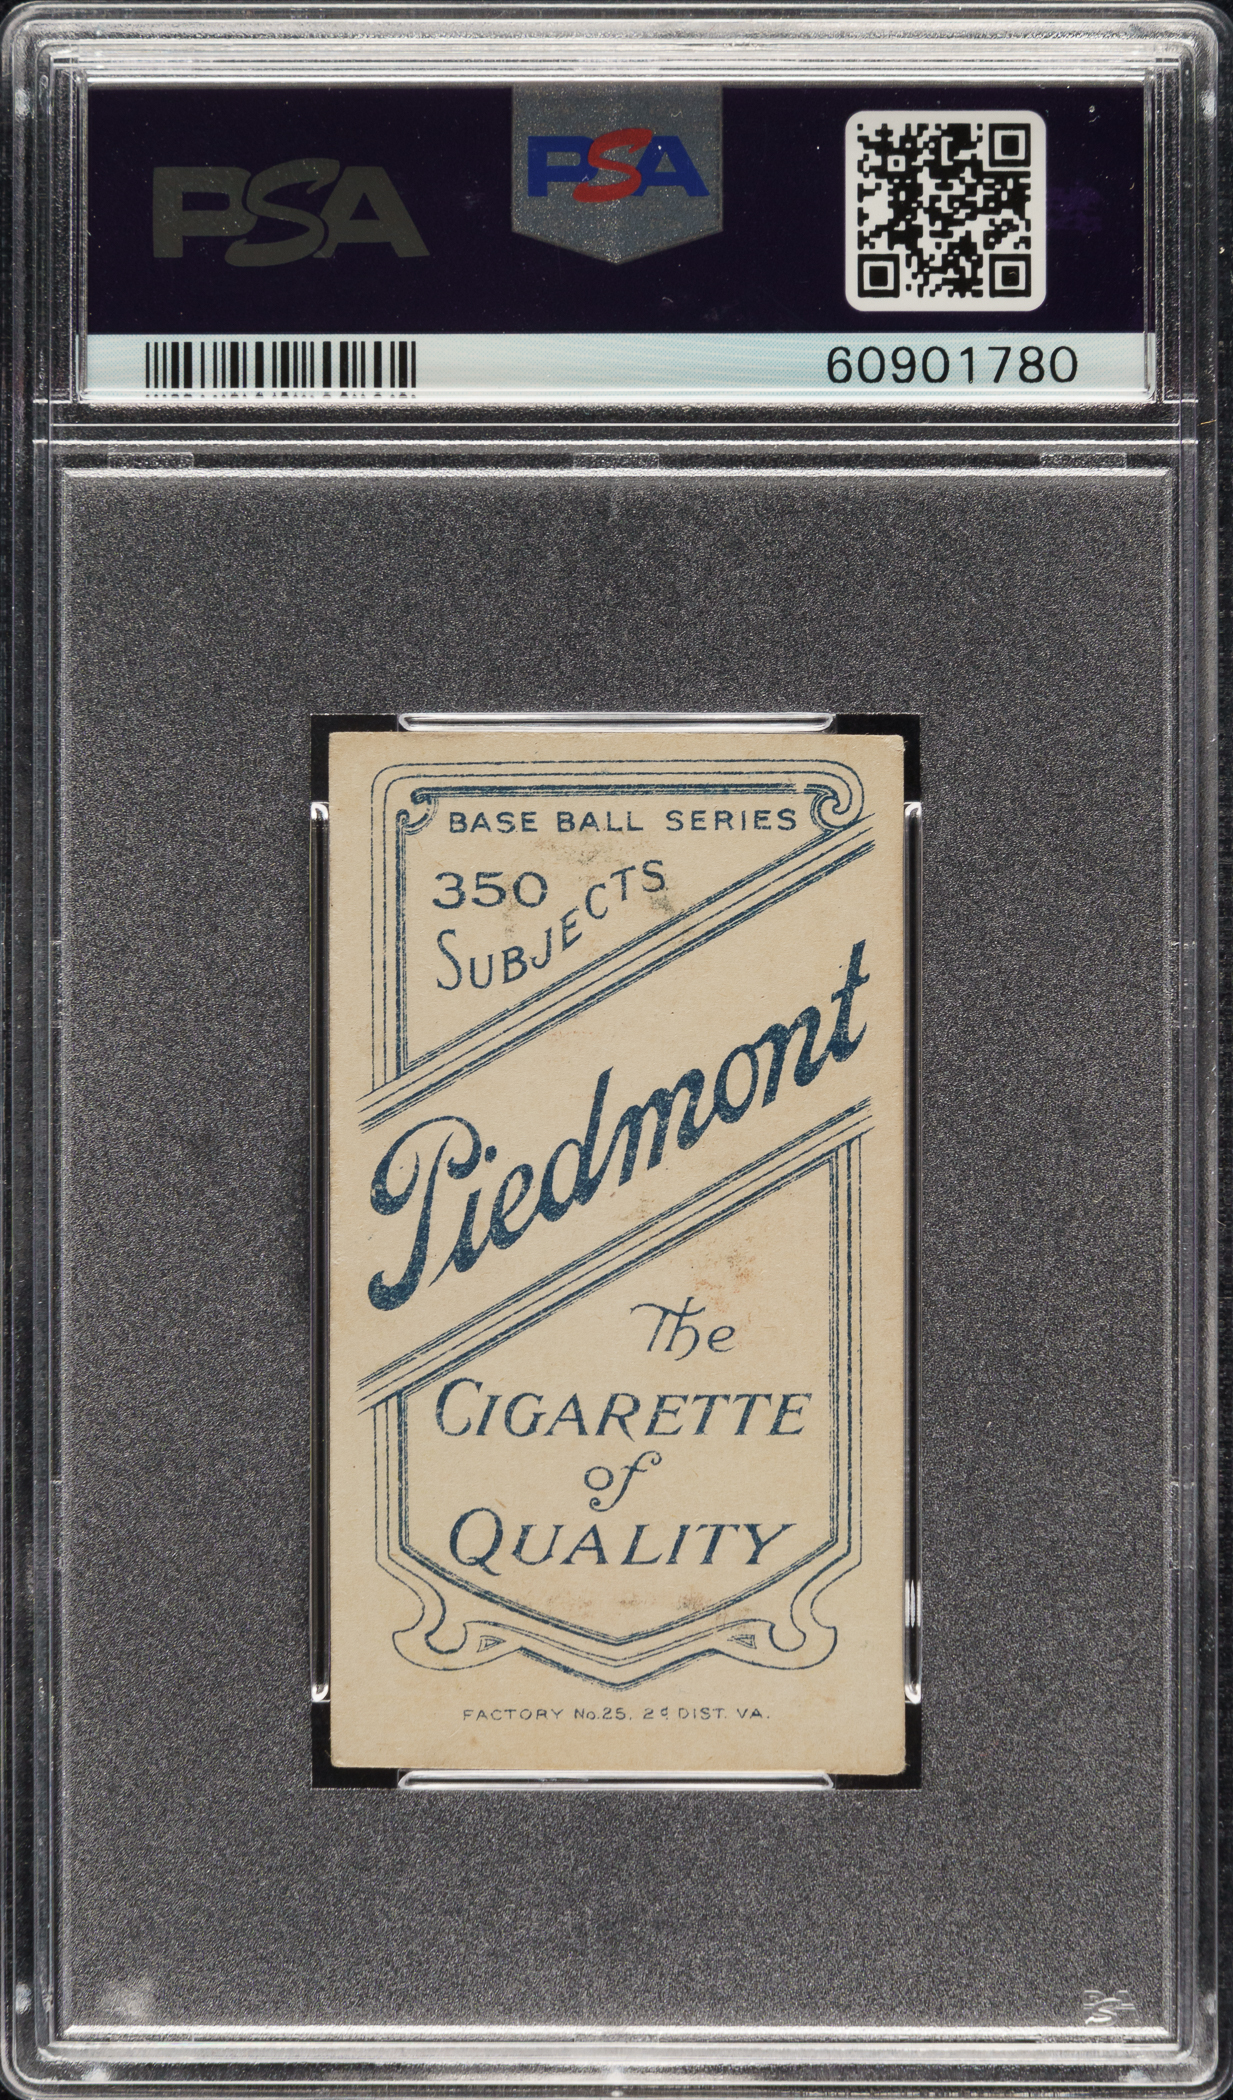 PSA
PSA
60901780
BASE BALL SERIES
350
SUBJECTS
Piedmont
The
CIGARETTE
of
QUALITY
FACTORY No. 25, 2d DIST. VA.